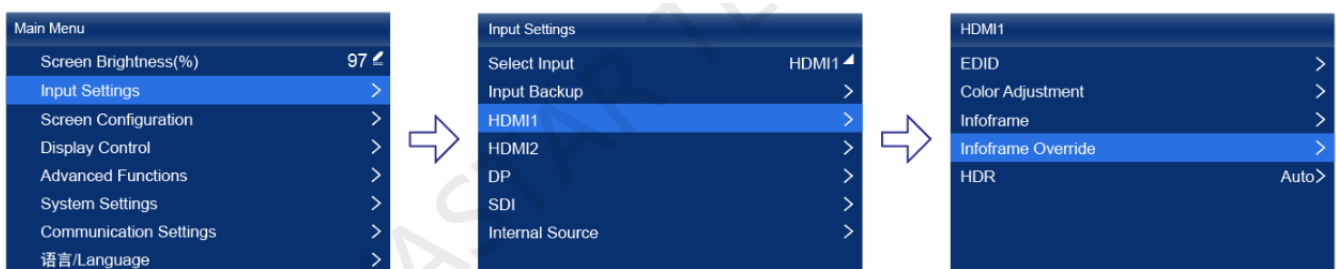 Main Menu
Screen Brightness(%) 97
Input Settings
Screen Configuration
Display Control
Advanced Functions
System Settings
Communication Settings
语言/Language
Input Settings
Select Input HDMI1
Input Backup
HDMI1
HDMI2
DP
SDI
Internal Source
HDMI1
EDID
Color Adjustment
Infoframe
Infoframe Override
HDR Auto